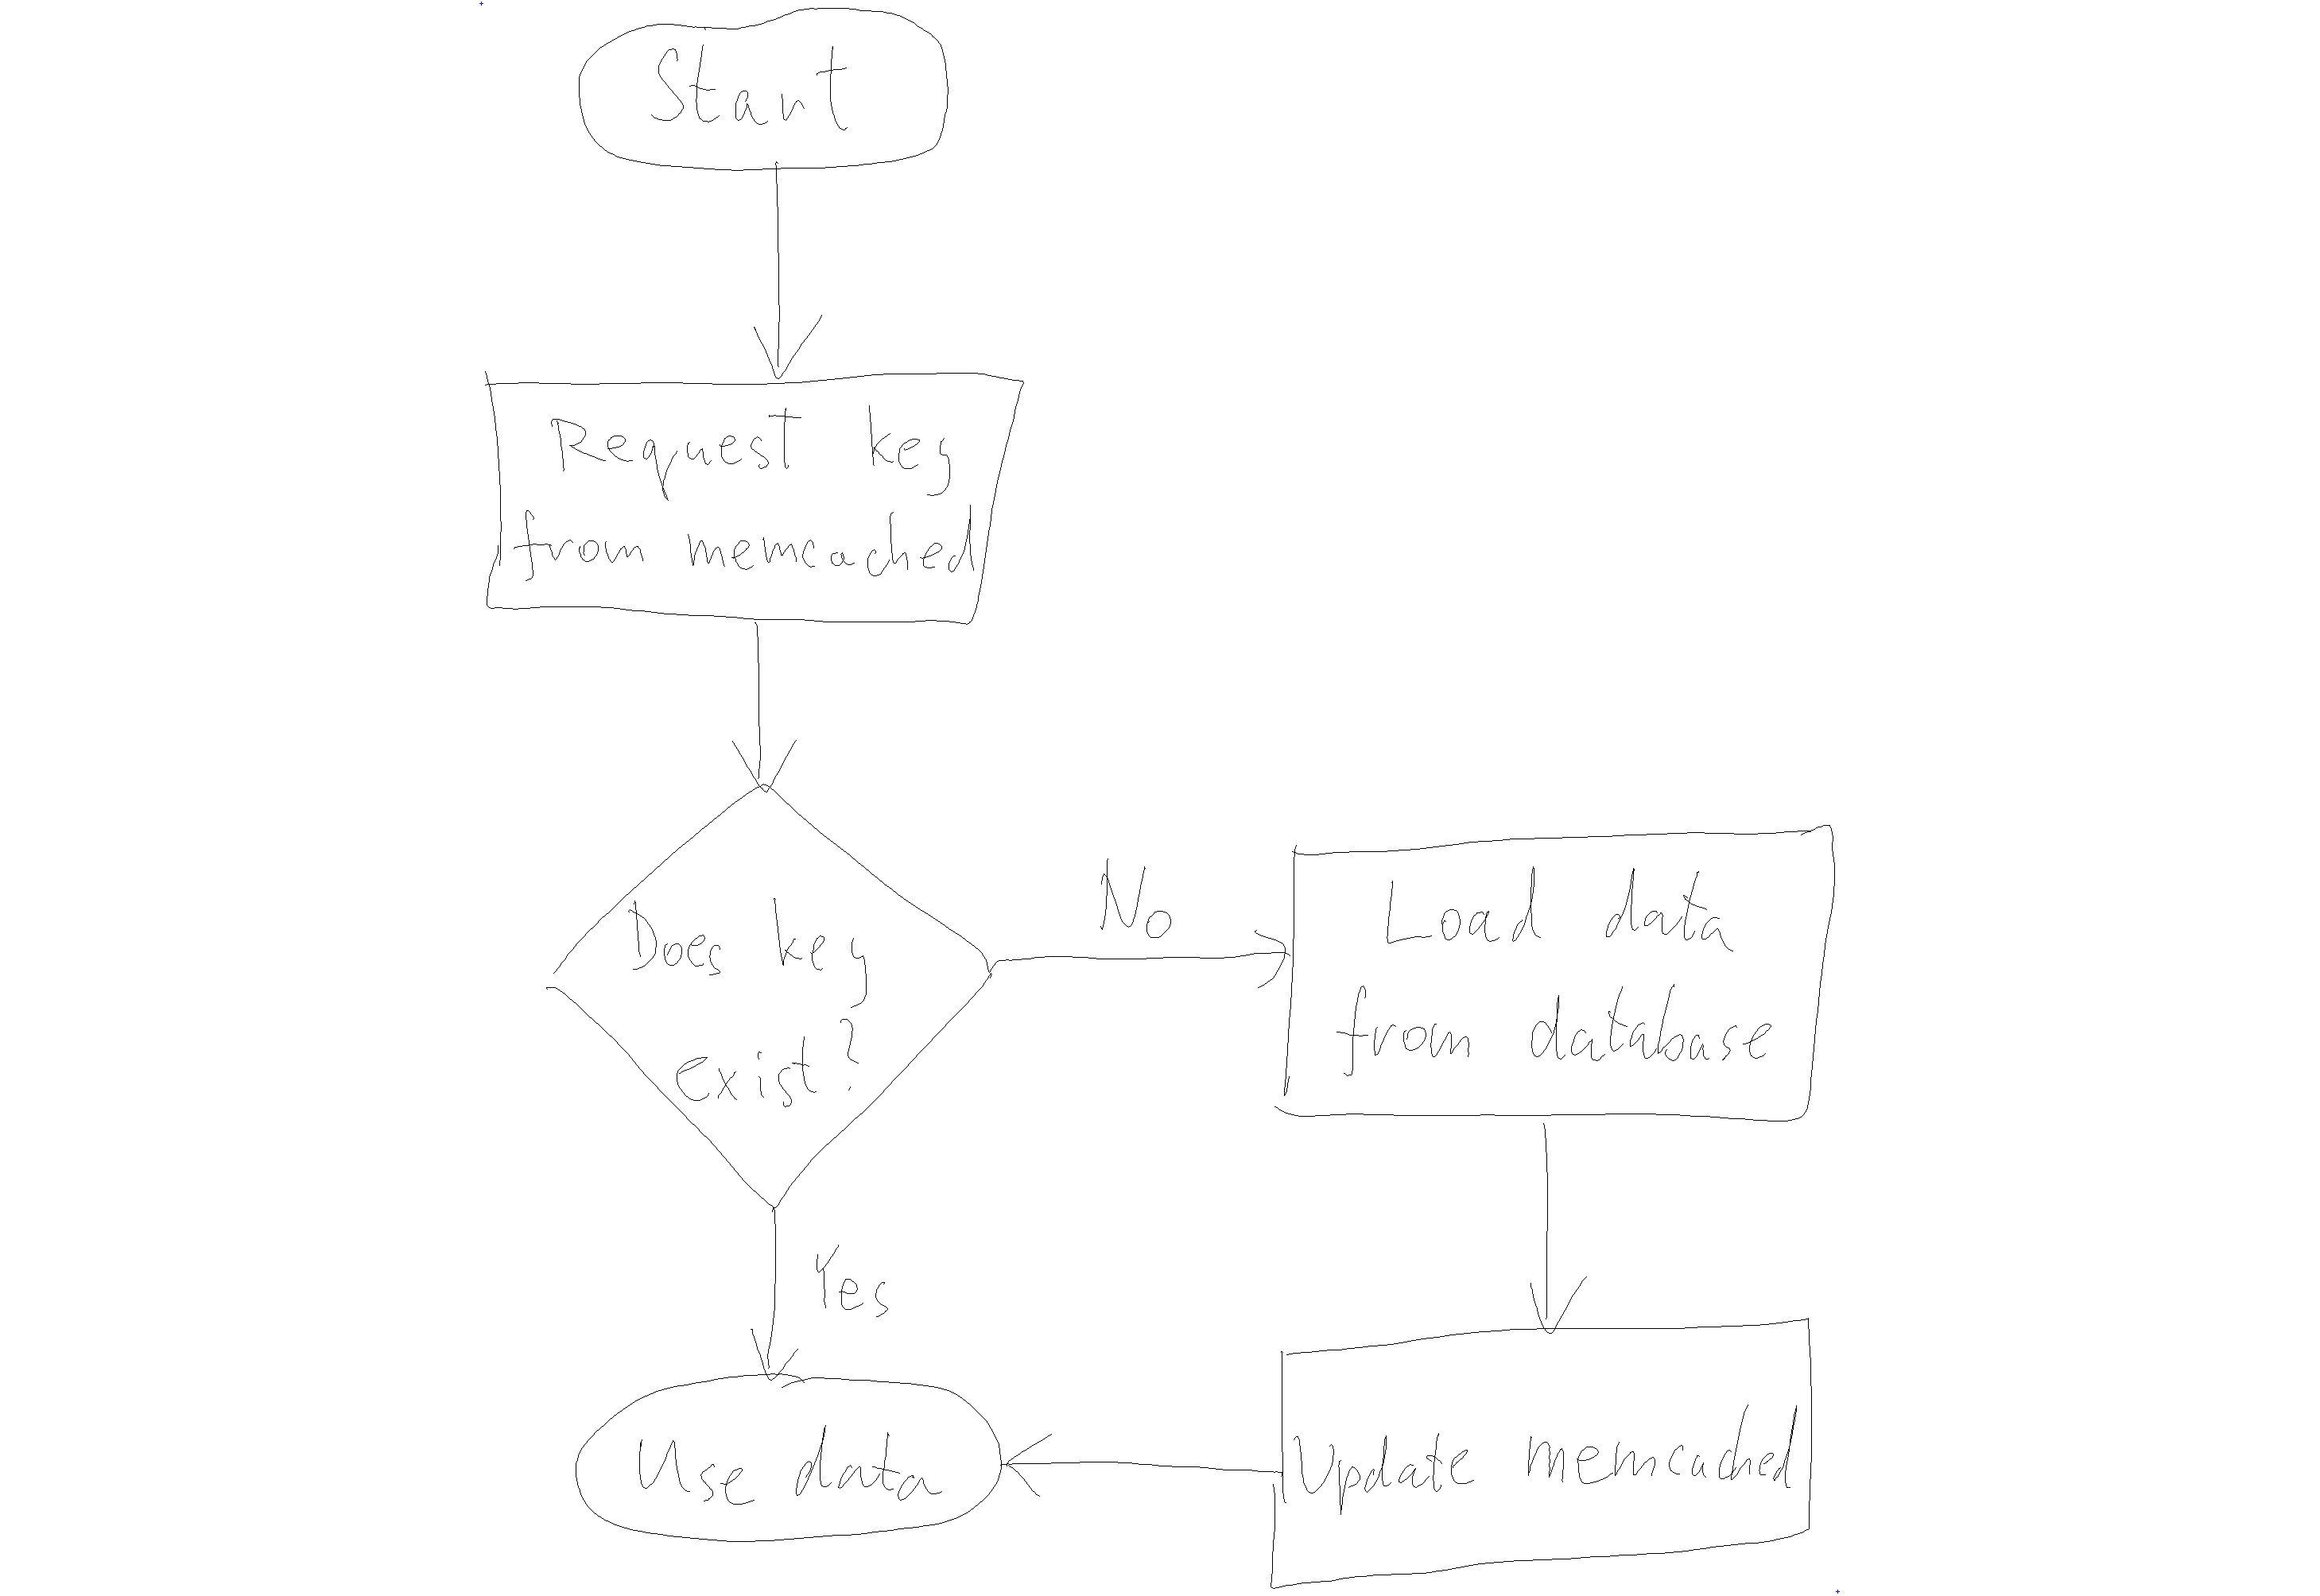 Start
Request key
from memcached
Does key
exist?
No
Load data
from database
Yes
Use data
Update memcached